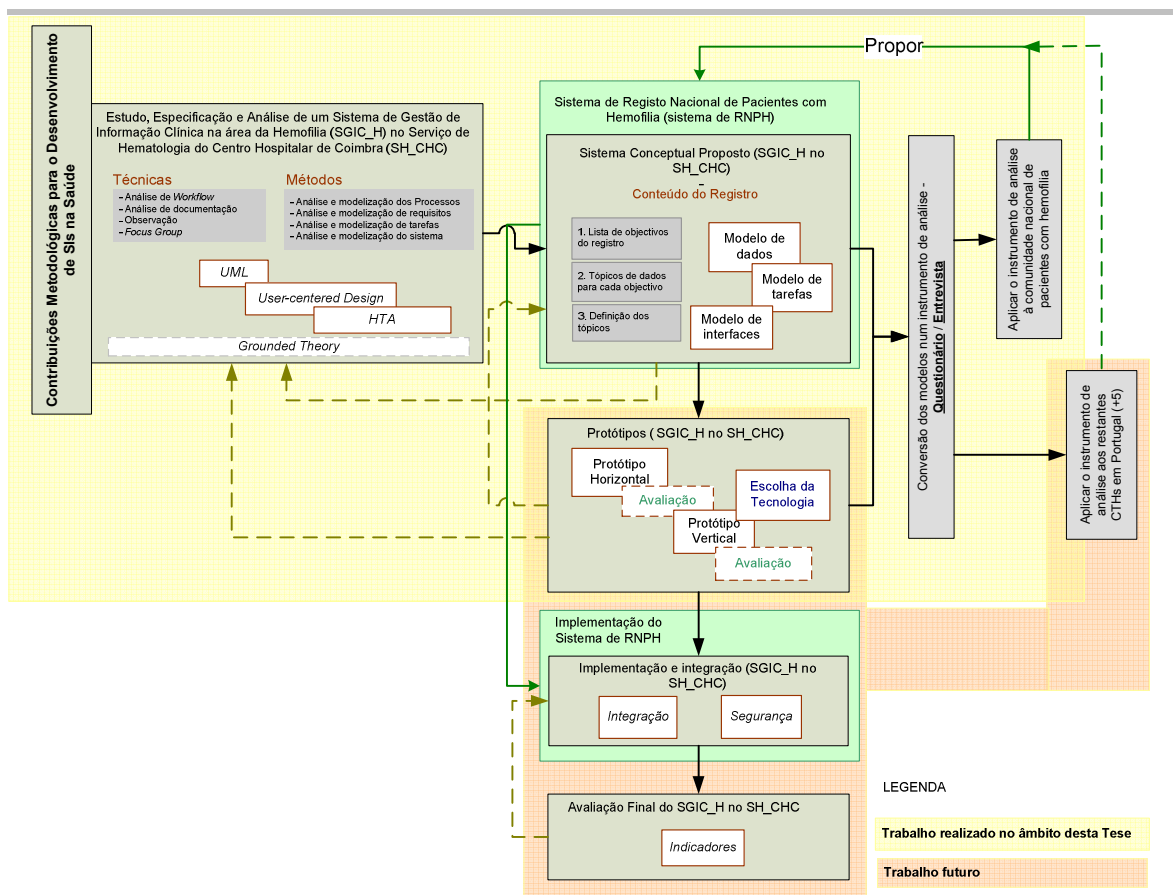 Contribuições Metodológicas para o Desenvolvimento
de SIs na Saúde
Estudo, Especificação e Análise de um Sistema de Gestão de
Informação Clínica na área da Hemofilia (SGIC_H) no Serviço de
Hematologia do Centro Hospitalar de Coimbra (SH_CHC)
Técnicas
– Análise de Workflow
– Análise de documentação
– Observação
– Focus Group
Métodos
– Análise e modelização dos Processos
– Análise e modelização de requisitos
– Análise e modelização de tarefas
– Análise e modelização do sistema
UML
User-centered Design
HTA
Grounded Theory
Propor
Sistema de Registo Nacional de Pacientes com
Hemofilia (sistema de RNPH)
Sistema Conceptual Proposto (SGIC_H no
SH_CHC)
–
Conteúdo do Registro
1. Lista de objectivos
do registro
2. Tópicos de dados
para cada objectivo
3. Definição dos
tópicos
Modelo de
dados
Modelo de
tarefas
Modelo de
interfaces
Protótipos ( SGIC_H no SH_CHC)
Protótipo
Horizontal
Avaliação
Escolha da
Tecnologia
Protótipo
Vertical
Avaliação
Implementação do
Sistema de RNPH
Implementação e integração (SGIC_H no
SH_CHC)
Integração
Segurança
Avaliação Final do SGIC_H no SH_CHC
Indicadores
Conversão dos modelos num instrumento de análise -
Questionário / Entrevista
Aplicar o instrumento de análise
à comunidade nacional de
pacientes com hemofilia
Aplicar o instrumento de
análise aos restantes
CTHs em Portugal (+5)
LEGENDA
Trabalho realizado no âmbito desta Tese
Trabalho futuro